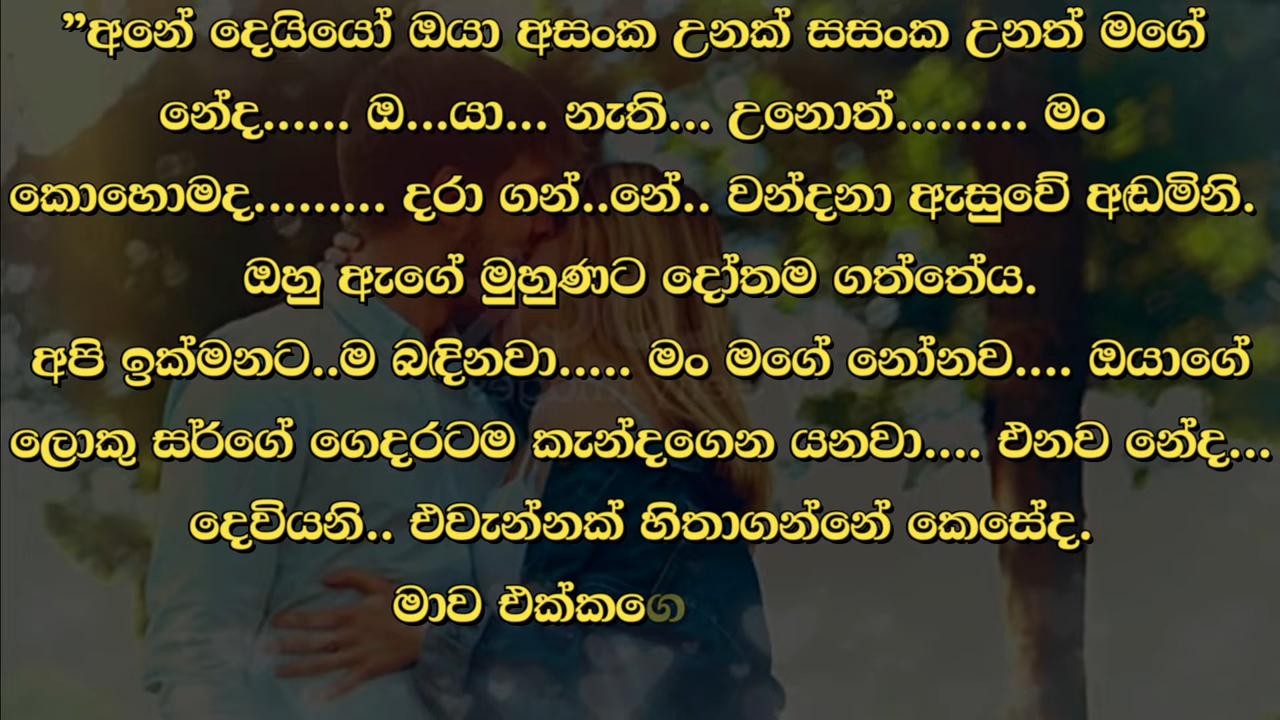 ”අනේ දෙයියෝ ඔයා අසංක උනක් සසංක උනත් මගේ
නේද...... ඔ...යා... නැති... උනොත්......... මං
කොහොමද......... දරා ගන්..නේ.. වන්දනා ඇසුවේ අඬමිනි.
ඔහු ඇගේ මුහුණට දෝතම ගත්තේය.
අපි ඉක්මනට..ම බඳිනවා..... මං මගේ නෝනව.... ඔයාගේ
ලොකු සර්ගේ ගෙදරටම කැන්දගෙන යනවා.... එනව නේද...
දෙවියනි.. එවැන්නක් හිතාගන්නේ කෙසේද.
මාව එක්කගෙ